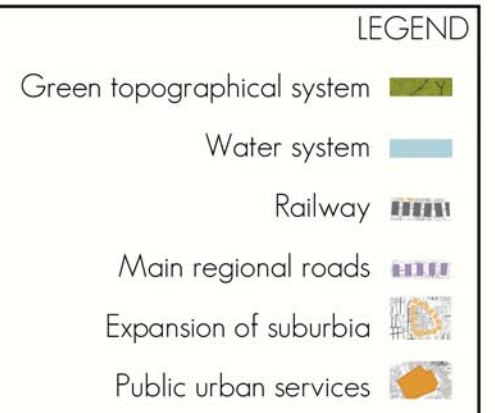 LEGEND
Green topographical system
Water system
Railway
Main regional roads
Expansion of suburbia
Public urban services